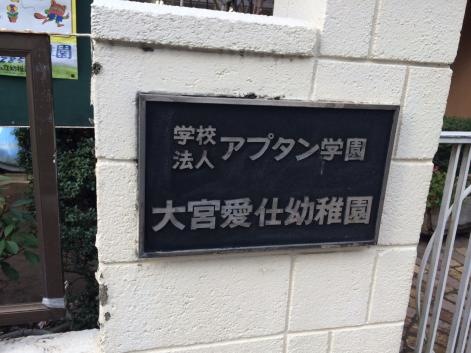 学校
法人 アプタン学園
大宮愛仕幼稚園